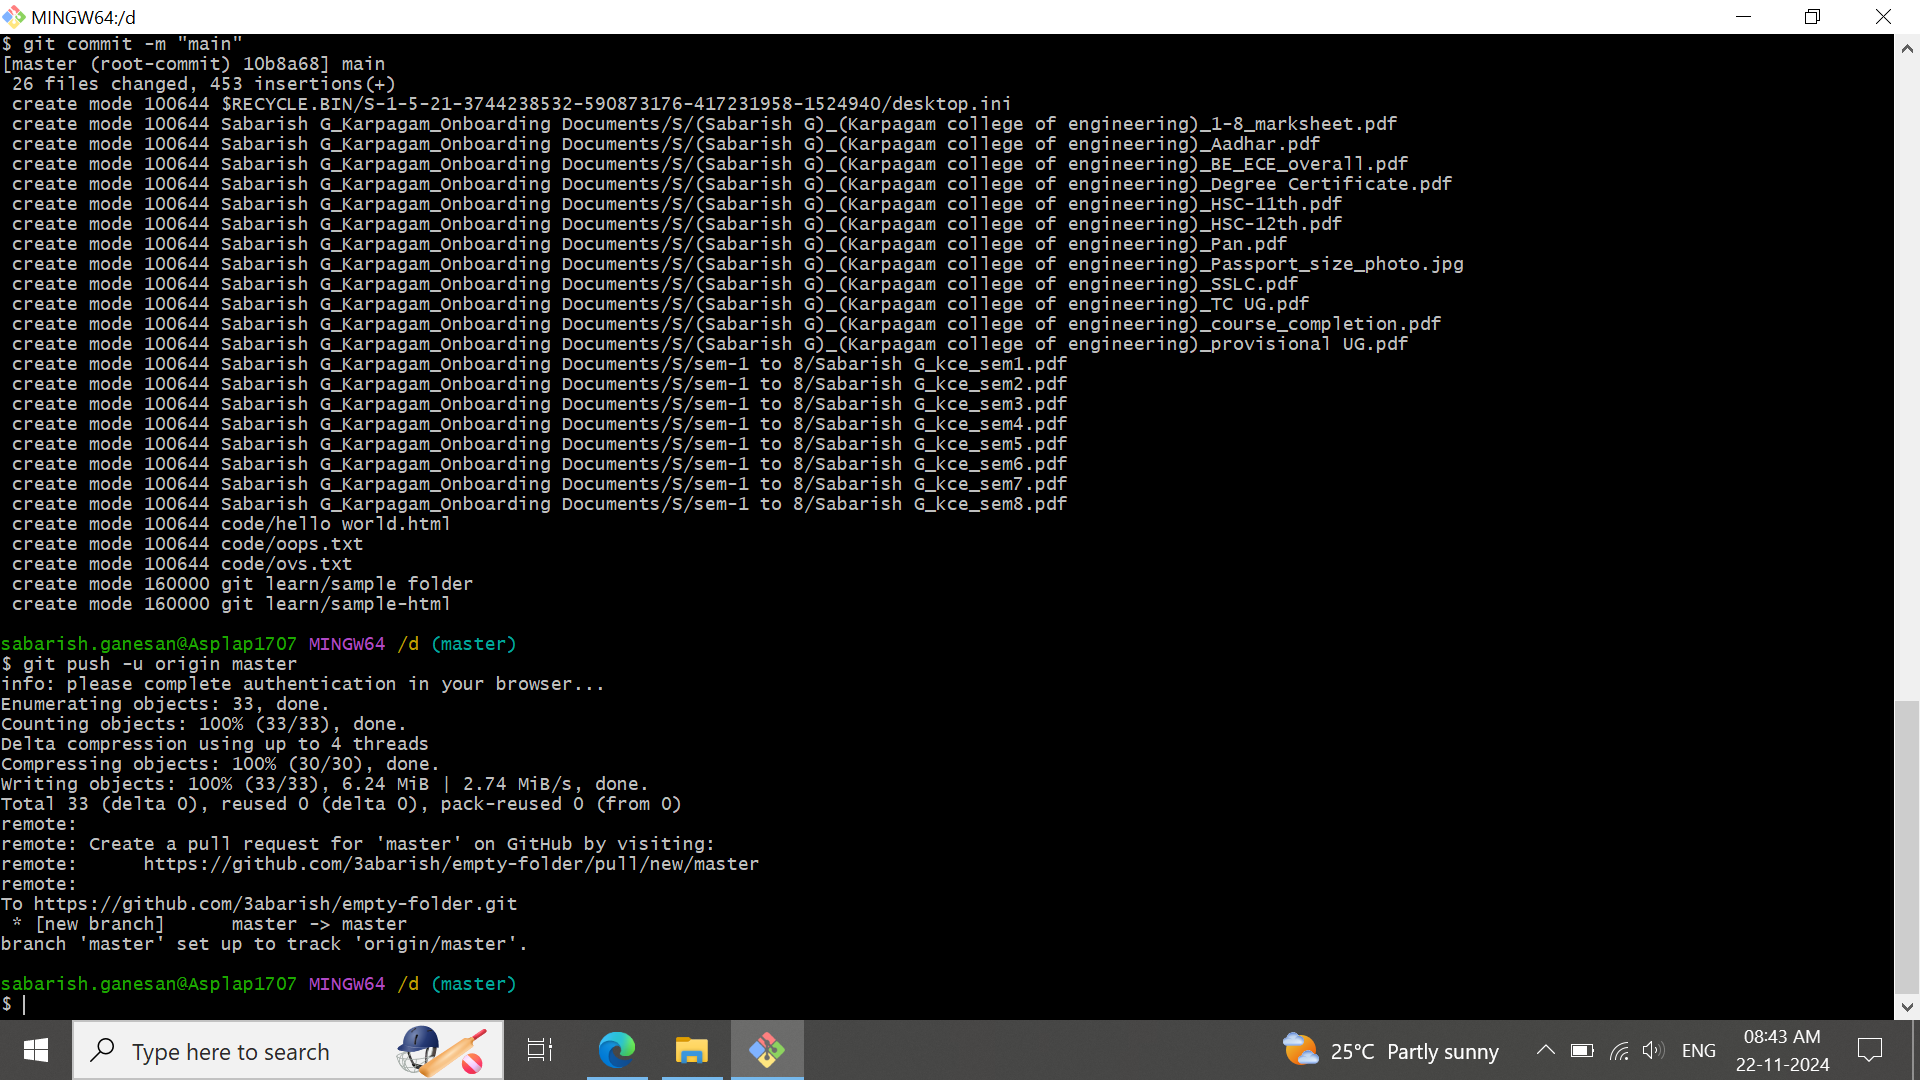 MINGW64:/d
$ git commit -m "main"
[master (root-commit) 10b8a68] main
 26 files changed, 453 insertions(+)
 create mode 100644 $RECYCLE.BIN/S-1-5-21-3744238532-590873176-417231958-1524940/desktop.ini
 create mode 100644 Sabarish G_Karpagam_Onboarding Documents/S/(Sabarish G)_(Karpagam college of engineering)_1-8_marksheet.pdf
 create mode 100644 Sabarish G_Karpagam_Onboarding Documents/S/(Sabarish G)_(Karpagam college of engineering)_Aadhar.pdf
 create mode 100644 Sabarish G_Karpagam_Onboarding Documents/S/(Sabarish G)_(Karpagam college of engineering)_BE_ECE_overall.pdf
 create mode 100644 Sabarish G_Karpagam_Onboarding Documents/S/(Sabarish G)_(Karpagam college of engineering)_Degree Certificate.pdf
 create mode 100644 Sabarish G_Karpagam_Onboarding Documents/S/(Sabarish G)_(Karpagam college of engineering)_HSC-11th.pdf
 create mode 100644 Sabarish G_Karpagam_Onboarding Documents/S/(Sabarish G)_(Karpagam college of engineering)_HSC-12th.pdf
 create mode 100644 Sabarish G_Karpagam_Onboarding Documents/S/(Sabarish G)_(Karpagam college of engineering)_Pan.pdf
 create mode 100644 Sabarish G_Karpagam_Onboarding Documents/S/(Sabarish G)_(Karpagam college of engineering)_Passport_size_photo.jpg
 create mode 100644 Sabarish G_Karpagam_Onboarding Documents/S/(Sabarish G)_(Karpagam college of engineering)_SSLC.pdf
 create mode 100644 Sabarish G_Karpagam_Onboarding Documents/S/(Sabarish G)_(Karpagam college of engineering)_TC UG.pdf
 create mode 100644 Sabarish G_Karpagam_Onboarding Documents/S/(Sabarish G)_(Karpagam college of engineering)_course_completion.pdf
 create mode 100644 Sabarish G_Karpagam_Onboarding Documents/S/(Sabarish G)_(Karpagam college of engineering)_provisional UG.pdf
 create mode 100644 Sabarish G_Karpagam_Onboarding Documents/S/sem-1 to 8/Sabarish G_kce_sem1.pdf
 create mode 100644 Sabarish G_Karpagam_Onboarding Documents/S/sem-1 to 8/Sabarish G_kce_sem2.pdf
 create mode 100644 Sabarish G_Karpagam_Onboarding Documents/S/sem-1 to 8/Sabarish G_kce_sem3.pdf
 create mode 100644 Sabarish G_Karpagam_Onboarding Documents/S/sem-1 to 8/Sabarish G_kce_sem4.pdf
 create mode 100644 Sabarish G_Karpagam_Onboarding Documents/S/sem-1 to 8/Sabarish G_kce_sem5.pdf
 create mode 100644 Sabarish G_Karpagam_Onboarding Documents/S/sem-1 to 8/Sabarish G_kce_sem6.pdf
 create mode 100644 Sabarish G_Karpagam_Onboarding Documents/S/sem-1 to 8/Sabarish G_kce_sem7.pdf
 create mode 100644 Sabarish G_Karpagam_Onboarding Documents/S/sem-1 to 8/Sabarish G_kce_sem8.pdf
 create mode 100644 code/hello world.html
 create mode 100644 code/oops.txt
 create mode 100644 code/ovs.txt
 create mode 160000 git learn/sample folder
 create mode 160000 git learn/sample-html
sabarish.ganesan@Asplap1707 MINGW64 /d (master)
$ git push -u origin master
info: please complete authentication in your browser...
Enumerating objects: 33, done.
Counting objects: 100% (33/33), done.
Delta compression using up to 4 threads
Compressing objects: 100% (30/30), done.
Writing objects: 100% (33/33), 6.24 MiB | 2.74 MiB/s, done.
Total 33 (delta 0), reused 0 (delta 0), pack-reused 0 (from 0)
remote:
remote: Create a pull request for 'master' on GitHub by visiting:
remote:      https://github.com/3abarish/empty-folder/pull/new/master
remote:
To https://github.com/3abarish/empty-folder.git
 * [new branch]      master -> master
branch 'master' set up to track 'origin/master'.
sabarish.ganesan@Asplap1707 MINGW64 /d (master)
$
Type here to search
25°C Partly sunny
ENG
08:43 AM
22-11-2024